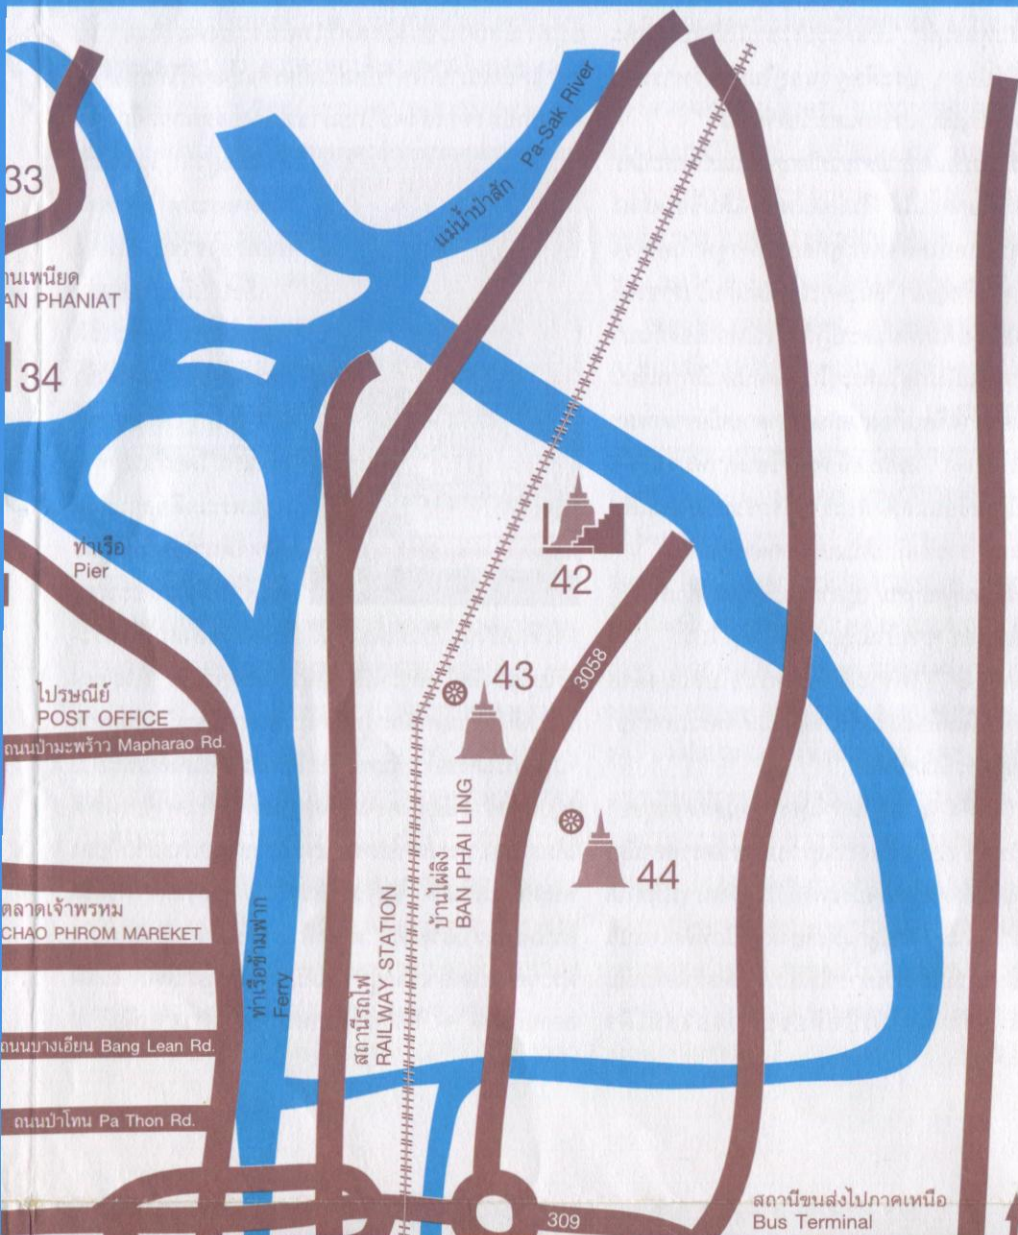 แม่น้ำป่าสัก Pa-Sak River
33
านเพนียด
AN PHANIAT
34
ท่าเรือ
Pier
42
43
3058
ไปรษณีย์
POST OFFICE
ถนนป่ามะพร้าว Mapharao Rd.
44
บ้านไผ่ลิง
BAN PHAI LING
ตลาดเจ้าพรหม
CHAO PHROM MAREKET
ท่าเรือข้ามฟาก
Ferry
สถานีรถไฟ
RAILWAY STATION
ถนนบางเอียน Bang Lean Rd.
ถนนป่าโทน Pa Thon Rd.
309
สถานีขนส่งไปภาคเหนือ
Bus Terminal